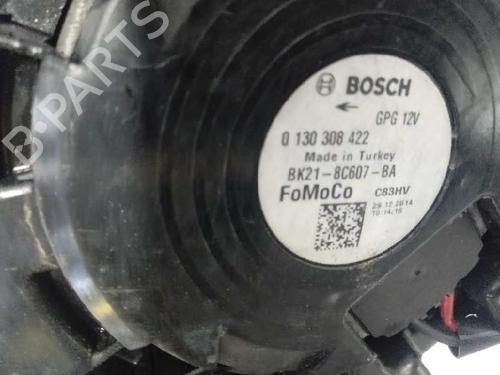 B-PARTS
BOSCH
GPG 12V
0 130 308 422
Made in Turkey
BK21-8C607-BA
FoMoCo C83HV
29.12.2014
10:14:15